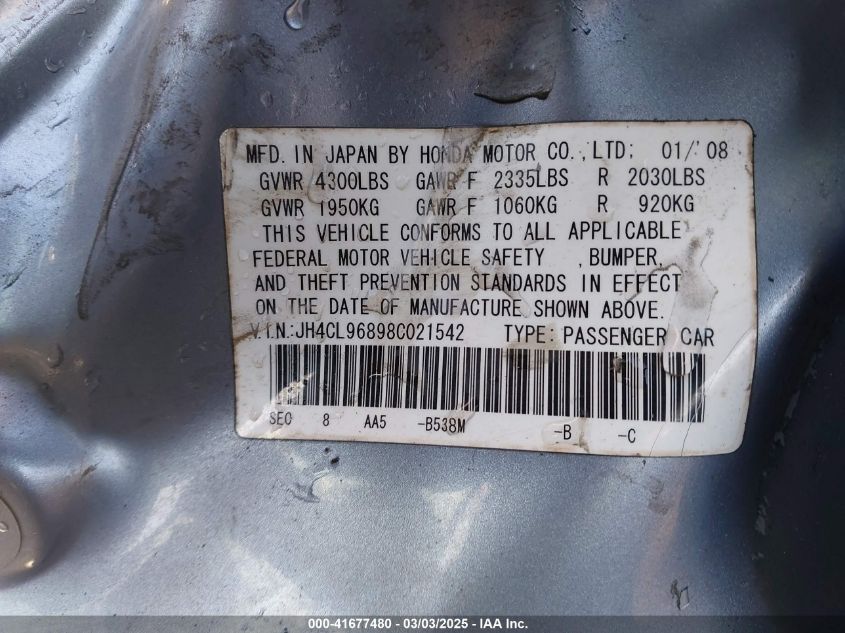 MFD. IN JAPAN BY HONDA MOTOR CO., LTD; 01/'08
GVWR 4300LBS GAWR F 2335LBS R 2030LBS
GVWR 1950KG GAWR F 1060KG R 920KG
THIS VEHICLE CONFORMS TO ALL APPLICABLE
FEDERAL MOTOR VEHICLE SAFETY , BUMPER,
AND THEFT PREVENTION STANDARDS IN EFFECT
ON THE DATE OF MANUFACTURE SHOWN ABOVE.
V.I.N:JH4CL96898C021542 TYPE: PASSENGER CAR
SEO 8 AA5 -B538M -B -C
000-41677480 - 03/03/2025 - © IAA Inc.